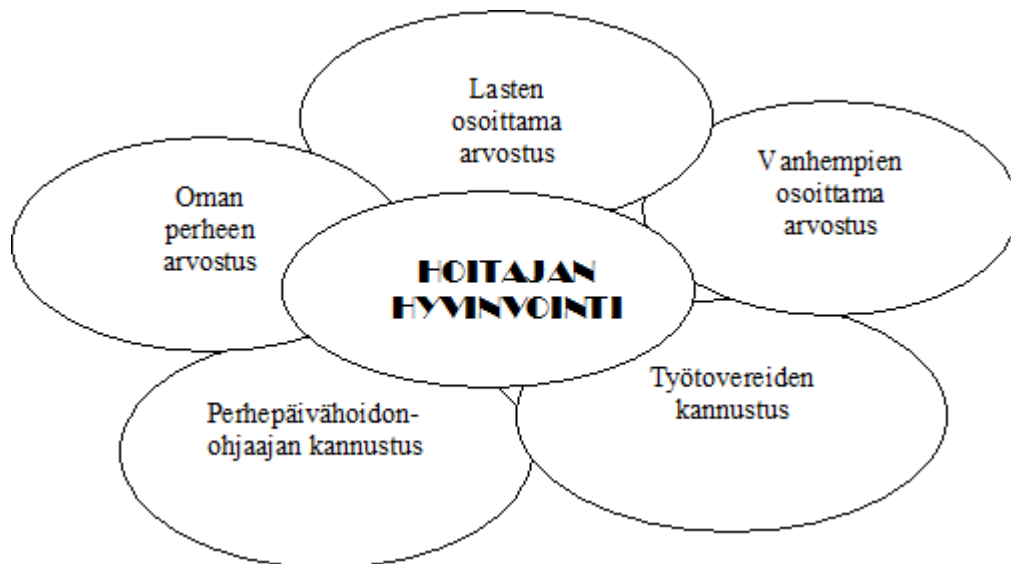 Lasten
osoittama
arvostus
Vanhempien
osoittama
arvostus
Oman
perheen
arvostus
HOITAJAN
HYVINVOINTI
Työtovereiden
kannustus
Perhepäivähoidon-
ohjaajan kannustus